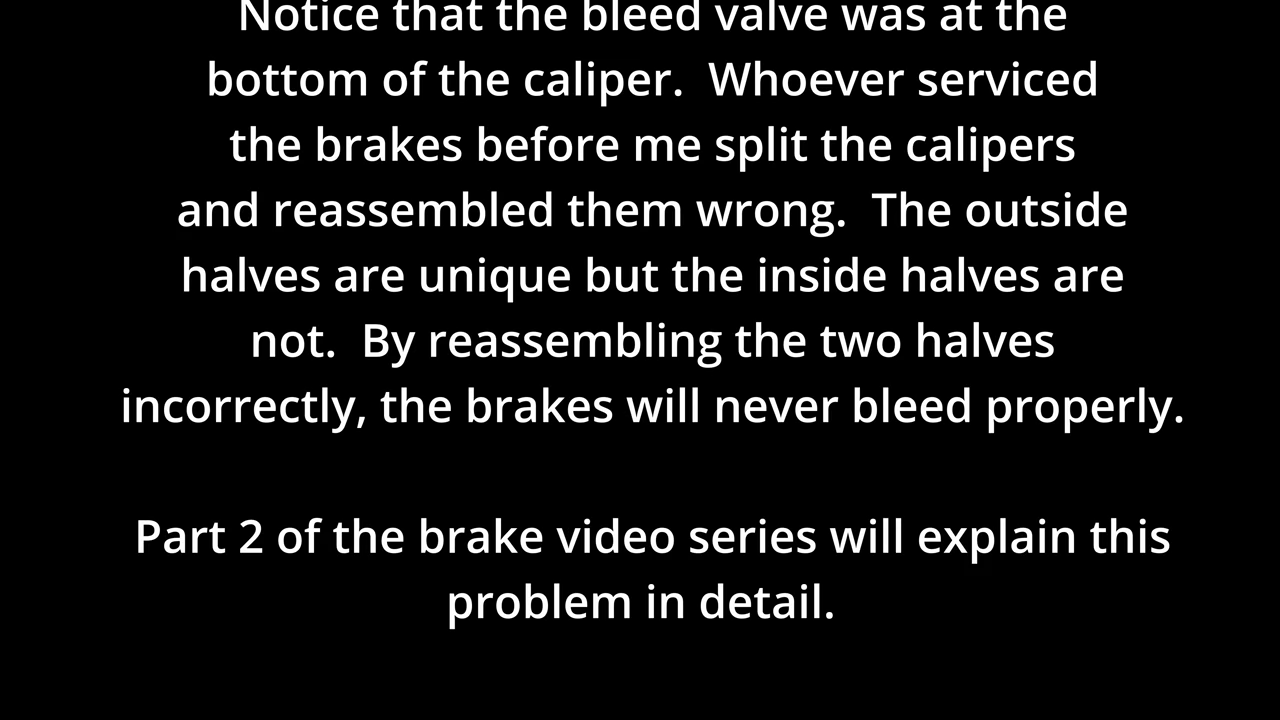 Notice that the bleed valve was at the
bottom of the caliper.  Whoever serviced
the brakes before me split the calipers
and reassembled them wrong.  The outside
halves are unique but the inside halves are
not.  By reassembling the two halves
incorrectly, the brakes will never bleed properly.
Part 2 of the brake video series will explain this
problem in detail.